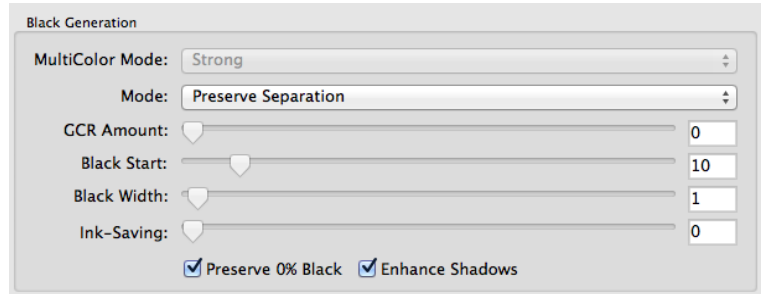 Black Generation
MultiColor Mode: Strong
Mode: Preserve Separation
GCR Amount: 0
Black Start: 10
Black Width: 1
Ink-Saving: 0
Preserve 0% Black Enhance Shadows